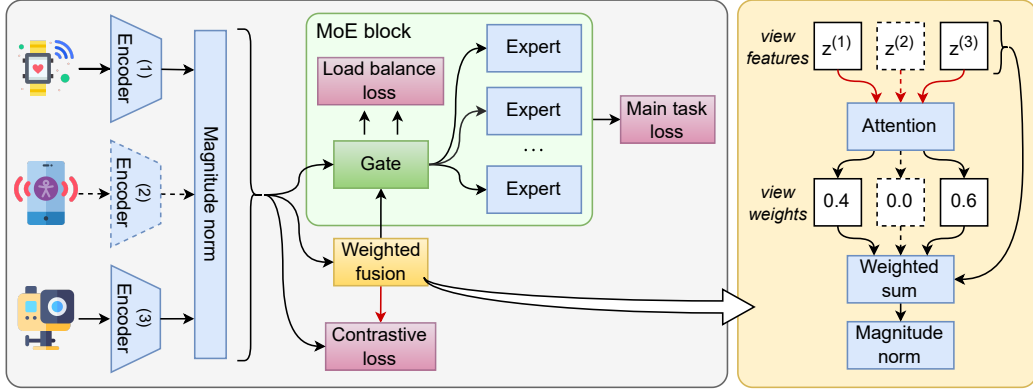 Encoder
(1)
Encoder
(2)
Encoder
(3)
Magnitude norm
MoE block
Load balance
loss
Gate
Expert
Expert
...
Expert
Main task
loss
Weighted
fusion
Contrastive
loss
view
features
z(1)
z(2)
z(3)
Attention
view
weights
0.4
0.0
0.6
Weighted
sum
Magnitude
norm